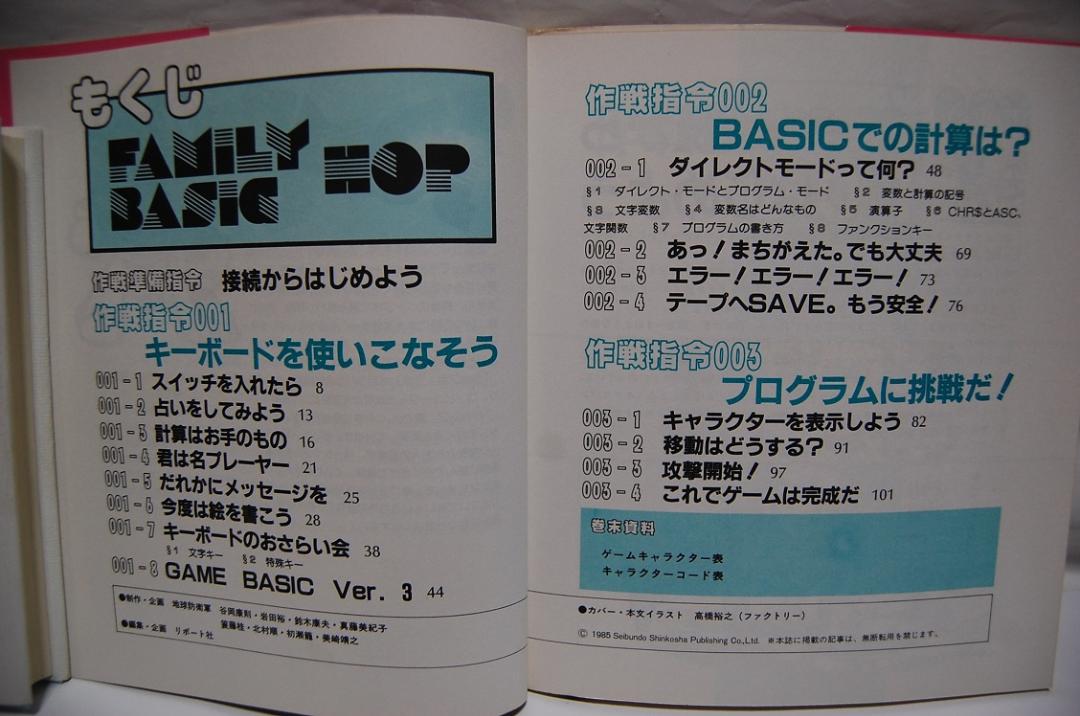 もくじ
FAMILY
BASIC
HOP
作戦準備指令 接続からはじめよう
作戦指令001
キーボードを使いこなそう
001-1 スイッチを入れたら 8
001-2 占いをしてみよう 13
001-3 計算はお手のもの 16
001-4 君は名プレーヤー 21
001-5 だれかにメッセージを 25
001-6 今度は絵を書こう 28
001-7 キーボードのおさらい会 38
§1 文字キー §2 特殊キー
001-8 GAME BASIC Ver. 3 44
●制作・企画 地球防衛軍 谷岡康則・岩田裕・鈴木康夫・真藤美紀子
簑藤桂・北村順・初瀬龍・美崎靖之
●編集・企画 リポート社
作戦指令002
BASICでの計算は?
002-1 ダイレクトモードって何? 48
§1 ダイレクト・モードとプログラム・モード §2 変数と計算の記号
§3 文字変数 §4 変数名はどんなもの §5 演算子 §6 CHR$とASC、
文字関数 §7 プログラムの書き方 §8 ファンクションキー
002-2 あっ!まちがえた。でも大丈夫 69
002-3 エラー!エラー!エラー! 73
002-4 テープへSAVE。もう安全! 76
作戦指令003
プログラムに挑戦だ!
003-1 キャラクターを表示しよう 82
003-2 移動はどうする? 91
003-3 攻撃開始! 97
003-4 これでゲームは完成だ 101
巻末資料
ゲームキャラクター表
キャラクターコード表
●カバー・本文イラスト 高橋裕之(ファクトリー)
© 1985 Seibundo Shinkosha Publishing Co.,Ltd. ※本誌に掲載の記事は、無断転用を禁じます。